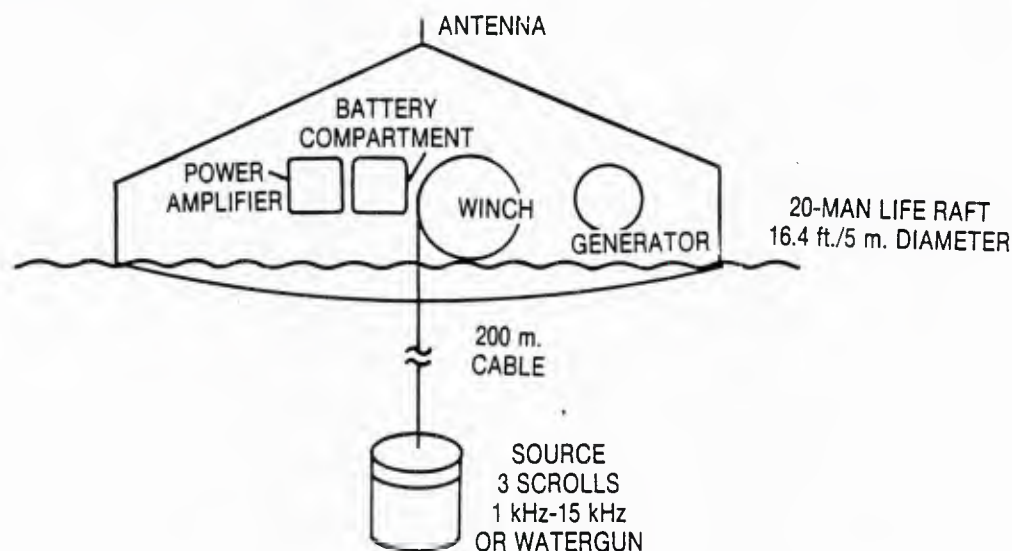 ANTENNA
BATTERY
COMPARTMENT
POWER
AMPLIFIER
WINCH
GENERATOR
20-MAN LIFE RAFT
16.4 ft./5 m. DIAMETER
200 m.
CABLE
SOURCE
3 SCROLLS
1 kHz-15 kHz
OR WATERGUN